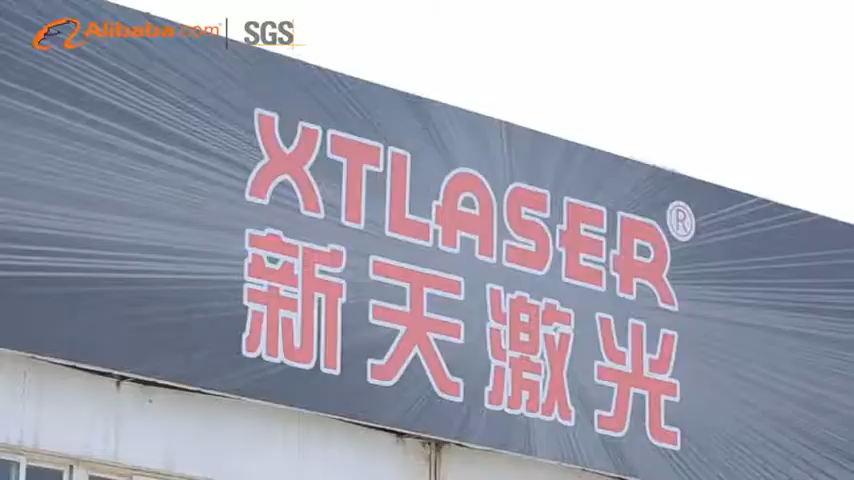 Alibaba.com | SGS
XTLASER®
新天激光